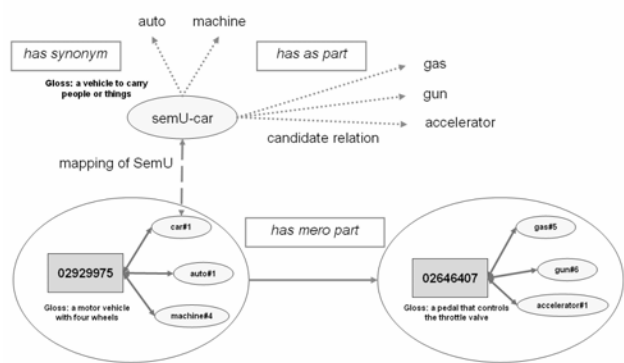 auto
machine
has synonym
has as part
gas
Gloss: a vehicle to carry
people or things
gun
semU-car
accelerator
candidate relation
mapping of SemU
car#1
has mero part
gas#5
02929975
auto#1
02646407
gun#6
Gloss: a motor vehicle
with four wheels
machine#4
Gloss: a pedal that controls
the throttle valve
accelerator#1